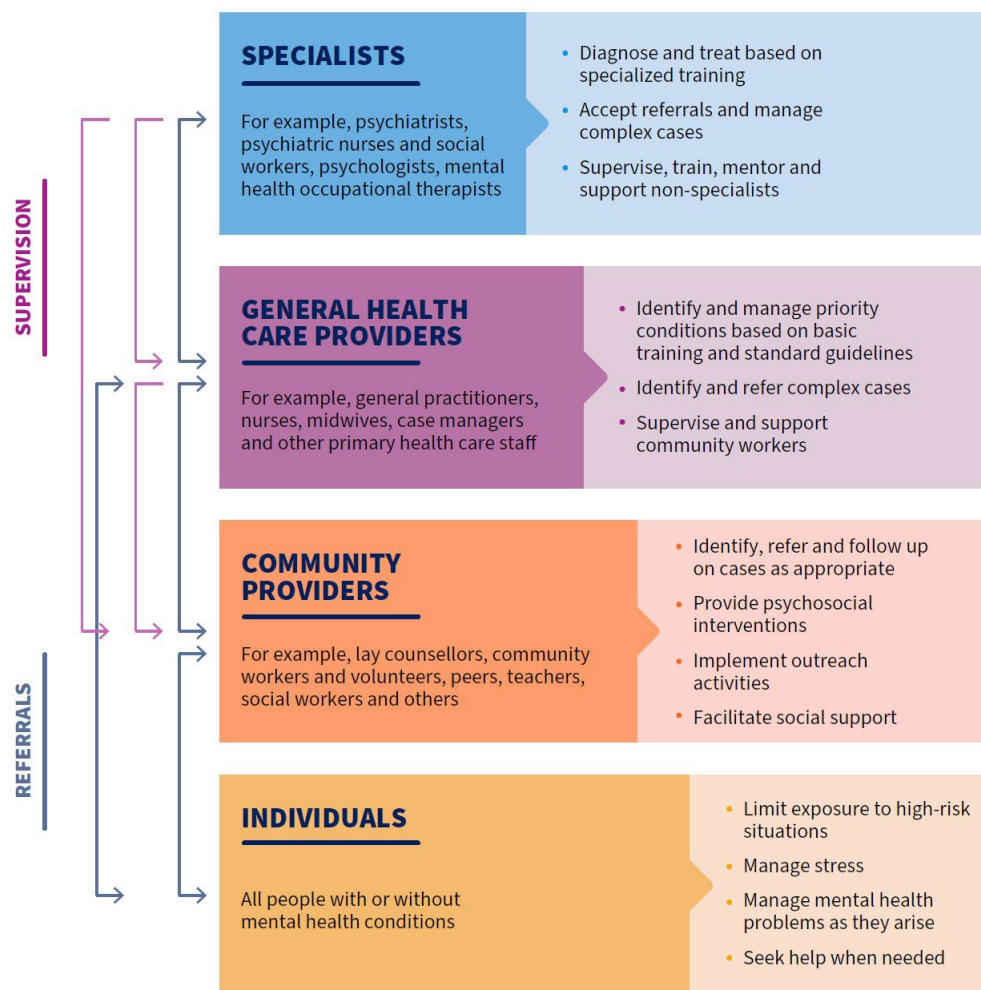 SUPERVISION
REFERRALS
SPECIALISTS
For example, psychiatrists,
psychiatric nurses and social
workers, psychologists, mental
health occupational therapists
• Diagnose and treat based on
specialized training
• Accept referrals and manage
complex cases
• Supervise, train, mentor and
support non-specialists
GENERAL HEALTH
CARE PROVIDERS
For example, general practitioners,
nurses, midwives, case managers
and other primary health care staff
• Identify and manage priority
conditions based on basic
training and standard guidelines
• Identify and refer complex cases
• Supervise and support
community workers
COMMUNITY
PROVIDERS
For example, lay counsellors, community
workers and volunteers, peers, teachers,
social workers and others
• Identify, refer and follow up
on cases as appropriate
• Provide psychosocial
interventions
• Implement outreach
activities
• Facilitate social support
INDIVIDUALS
All people with or without
mental health conditions
• Limit exposure to high-risk
situations
• Manage stress
• Manage mental health
problems as they arise
• Seek help when needed